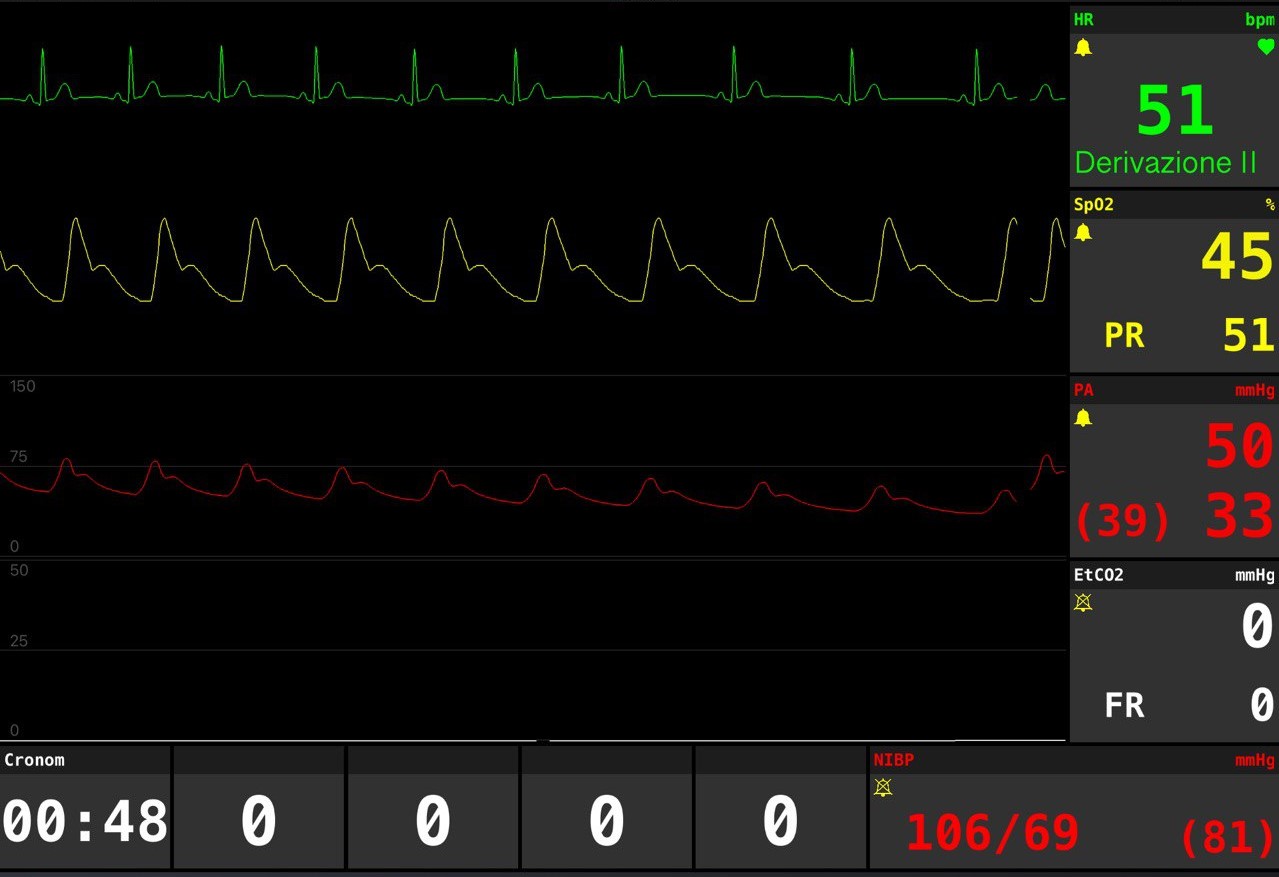 HR bpm
51
Derivazione II
SpO2 %
45
PR 51
150
75
0
PA mmHg
50
(39) 33
50
25
0
EtCO2 mmHg
0
FR 0
Cronom
00:48
0
0
0
0
NIBP mmHg
106/69 (81)